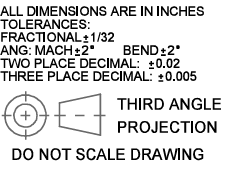 ALL DIMENSIONS ARE IN INCHES
TOLERANCES:
FRACTIONAL±1/32
ANG: MACH±2° BEND±2°
TWO PLACE DECIMAL: ±0.02
THREE PLACE DECIMAL: ±0.005
THIRD ANGLE
PROJECTION
DO NOT SCALE DRAWING